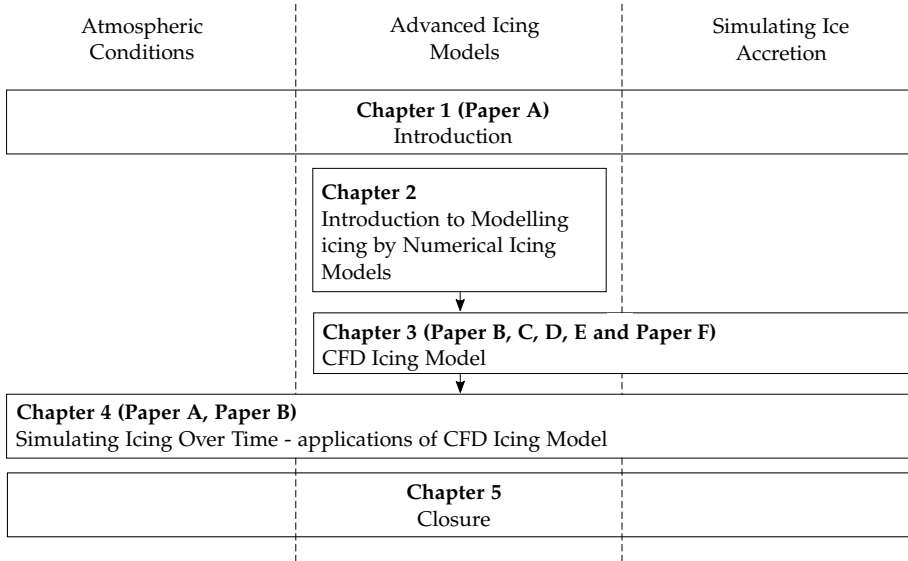 Atmospheric
Conditions
Advanced Icing
Models
Simulating Ice
Accretion
Chapter 1 (Paper A)
Introduction
Chapter 2
Introduction to Modelling
icing by Numerical Icing
Models
Chapter 3 (Paper B, C, D, E and Paper F)
CFD Icing Model
Chapter 4 (Paper A, Paper B)
Simulating Icing Over Time - applications of CFD Icing Model
Chapter 5
Closure